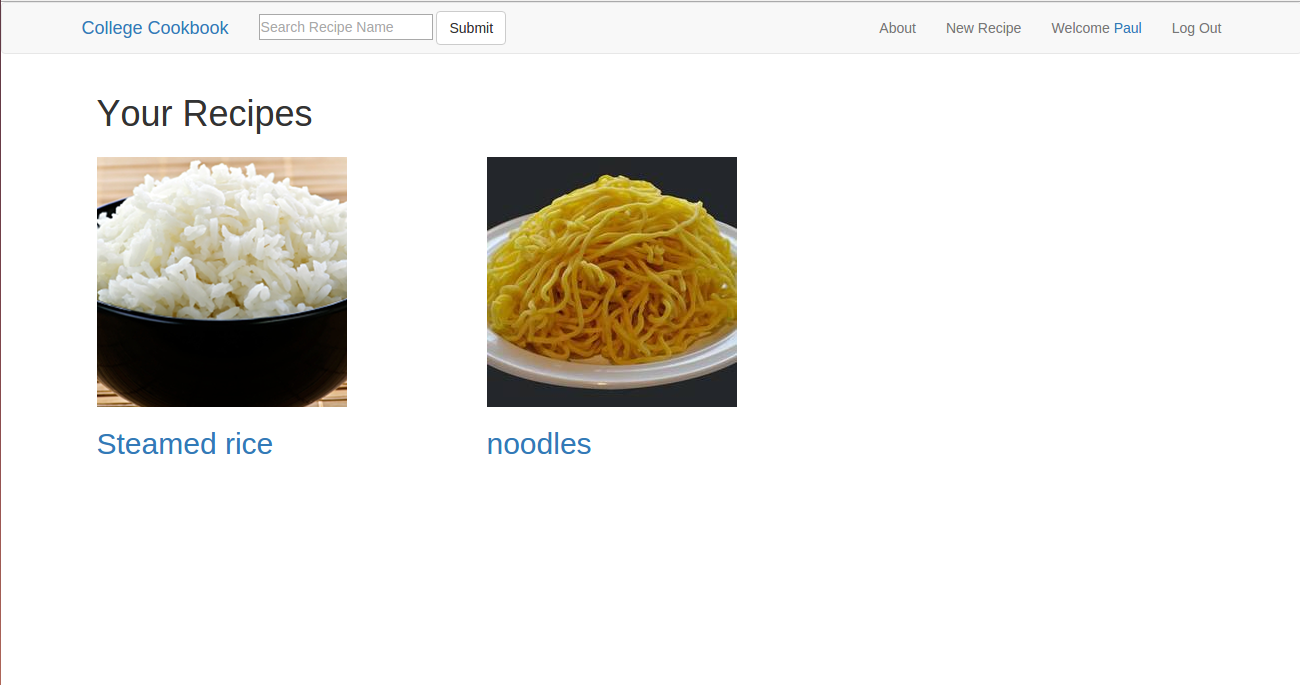 College Cookbook Search Recipe Name Submit About New Recipe Welcome Paul Log Out
Your Recipes
Steamed rice noodles